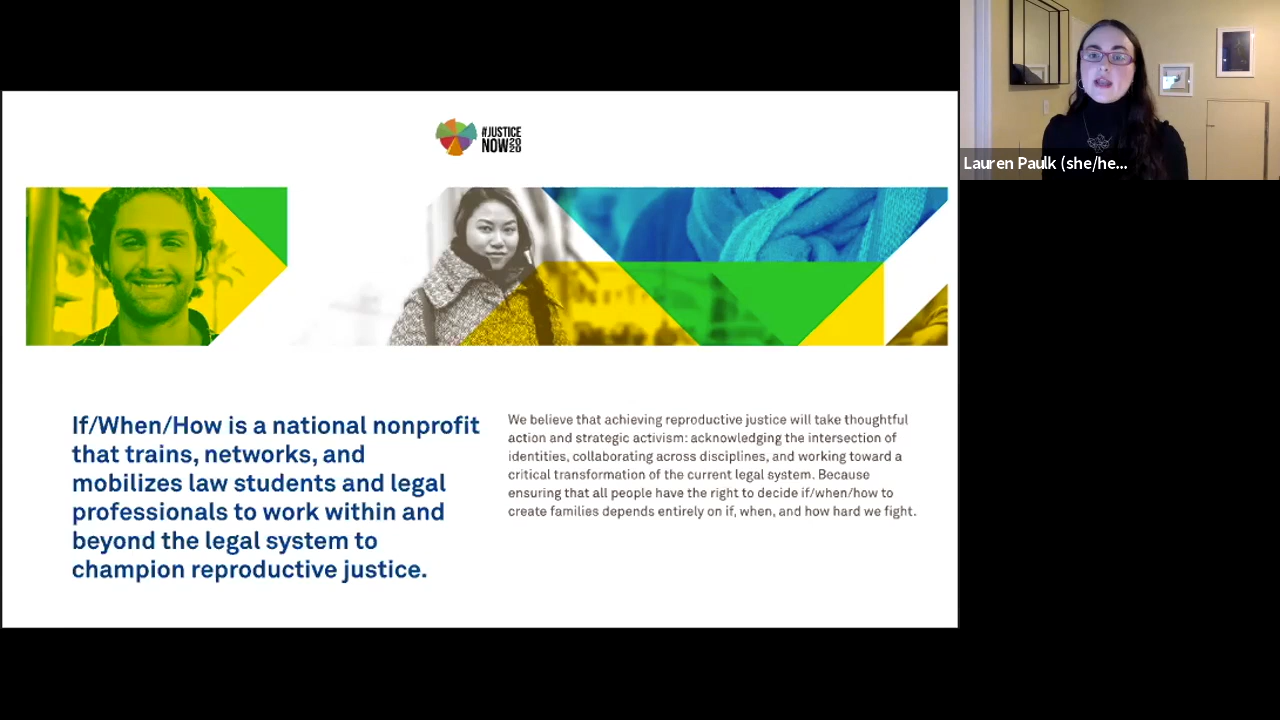 #JUSTICE
NOW2020
Lauren Paulk (she/he...
If/When/How is a national nonprofit
that trains, networks, and
mobilizes law students and legal
professionals to work within and
beyond the legal system to
champion reproductive justice.
We believe that achieving reproductive justice will take thoughtful
action and strategic activism: acknowledging the intersection of
identities, collaborating across disciplines, and working toward a
critical transformation of the current legal system. Because
ensuring that all people have the right to decide if/when/how to
create families depends entirely on if, when, and how hard we fight.